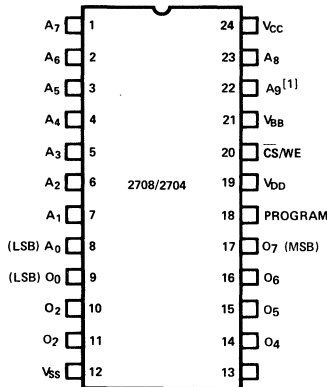 A7 1 24 VCC
A6 2 23 A8
A5 3 22 A9[1]
A4 4 21 VBB
A3 5 20 C̅S̅/WE
A2 6 19 VDD
2708/2704
A1 7 18 PROGRAM
(LSB) A0 8 17 O7 (MSB)
(LSB) O0 9 16 O6
O2 10 15 O5
O2 11 14 O4
VSS 12 13